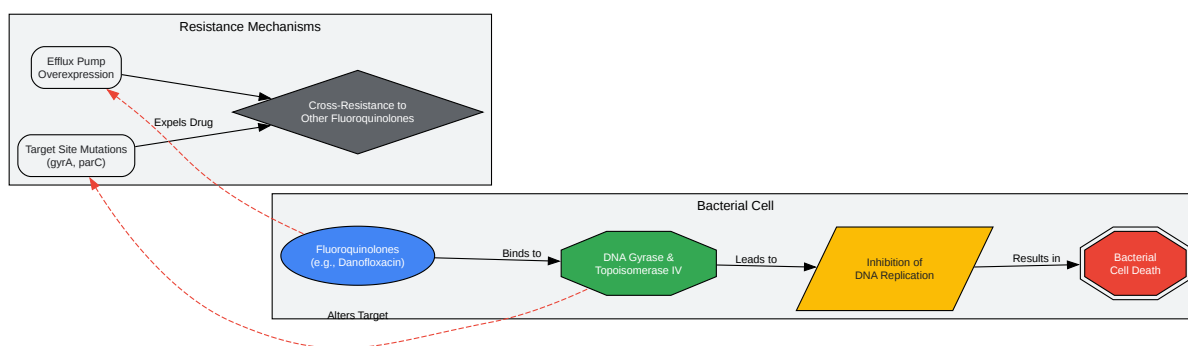 Resistance Mechanisms
Efflux Pump
Overexpression
Cross-Resistance to
Other Fluoroquinolones
Expels Drug
Target Site Mutations
(gyrA, parC)
Bacterial Cell
Fluoroquinolones
(e.g., Danofloxacin)
Binds to
DNA Gyrase &
Topoisomerase IV
Leads to
Inhibition of
DNA Replication
Results in
Bacterial
Cell Death
Alters Target